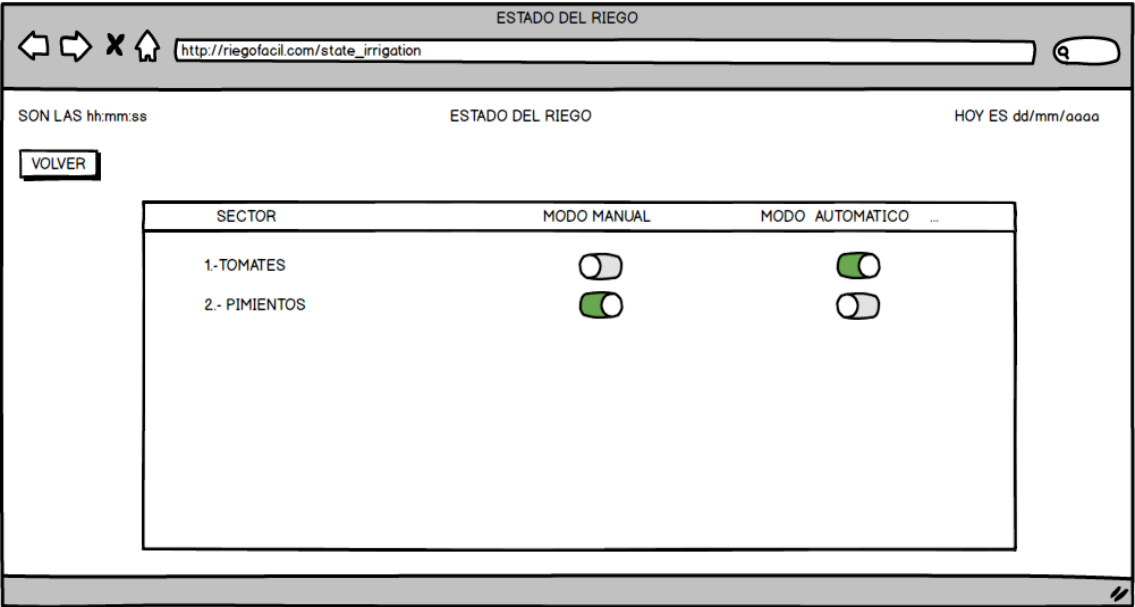 ESTADO DEL RIEGO
http://riegofacil.com/state_irrigation
SON LAS hh:mm:ss ESTADO DEL RIEGO HOY ES dd/mm/aaaa
VOLVER
SECTOR MODO MANUAL MODO AUTOMATICO ...
1.-TOMATES
2.- PIMIENTOS